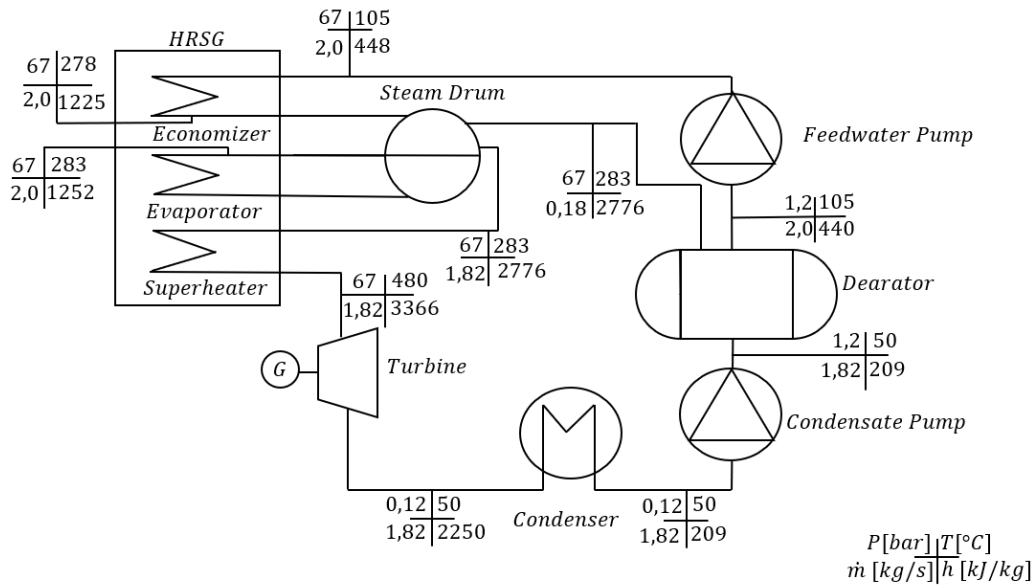 67 105
2,0 448
HRSG
67 278
2,0 1225
Steam Drum
Economizer
Feedwater Pump
67 283
2,0 1252
67 283
0,18 2776
Evaporator
1,2 105
2,0 440
67 283
1,82 2776
Superheater
67 480
1,82 3366
Dearator
1,2 50
1,82 209
G
Turbine
Condensate Pump
0,12 50
1,82 2250
Condenser
0,12 50
1,82 209
P[bar] T[°C]
ṁ [kg/s] h [kJ/kg]